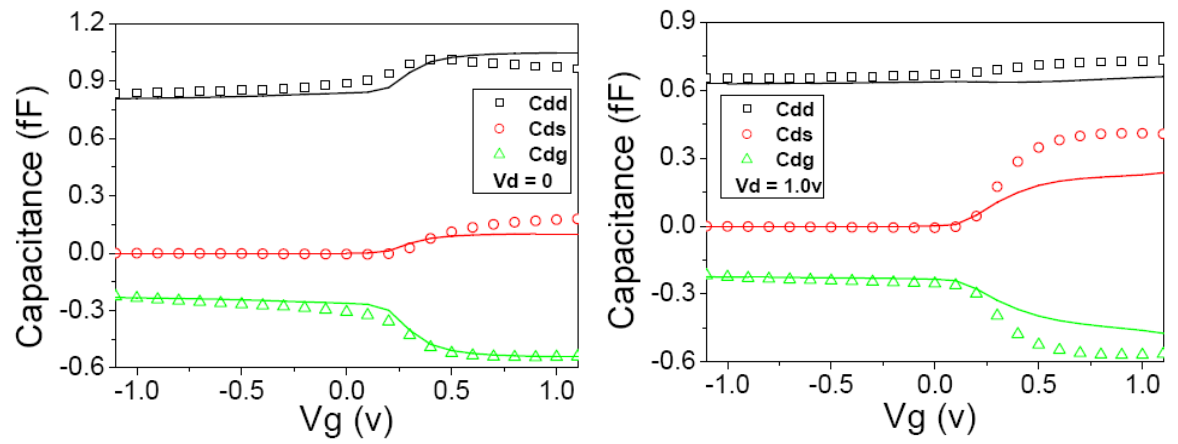 1.2
0.9
0.6
0.3
0.0
-0.3
-0.6
Capacitance (fF)
-1.0 -0.5 0.0 0.5 1.0
Vg (v)
Cdd
Cds
Cdg
Vd = 0
0.9
0.6
0.3
0.0
-0.3
-0.6
Capacitance (fF)
-1.0 -0.5 0.0 0.5 1.0
Vg (v)
Cdd
Cds
Cdg
Vd = 1.0v